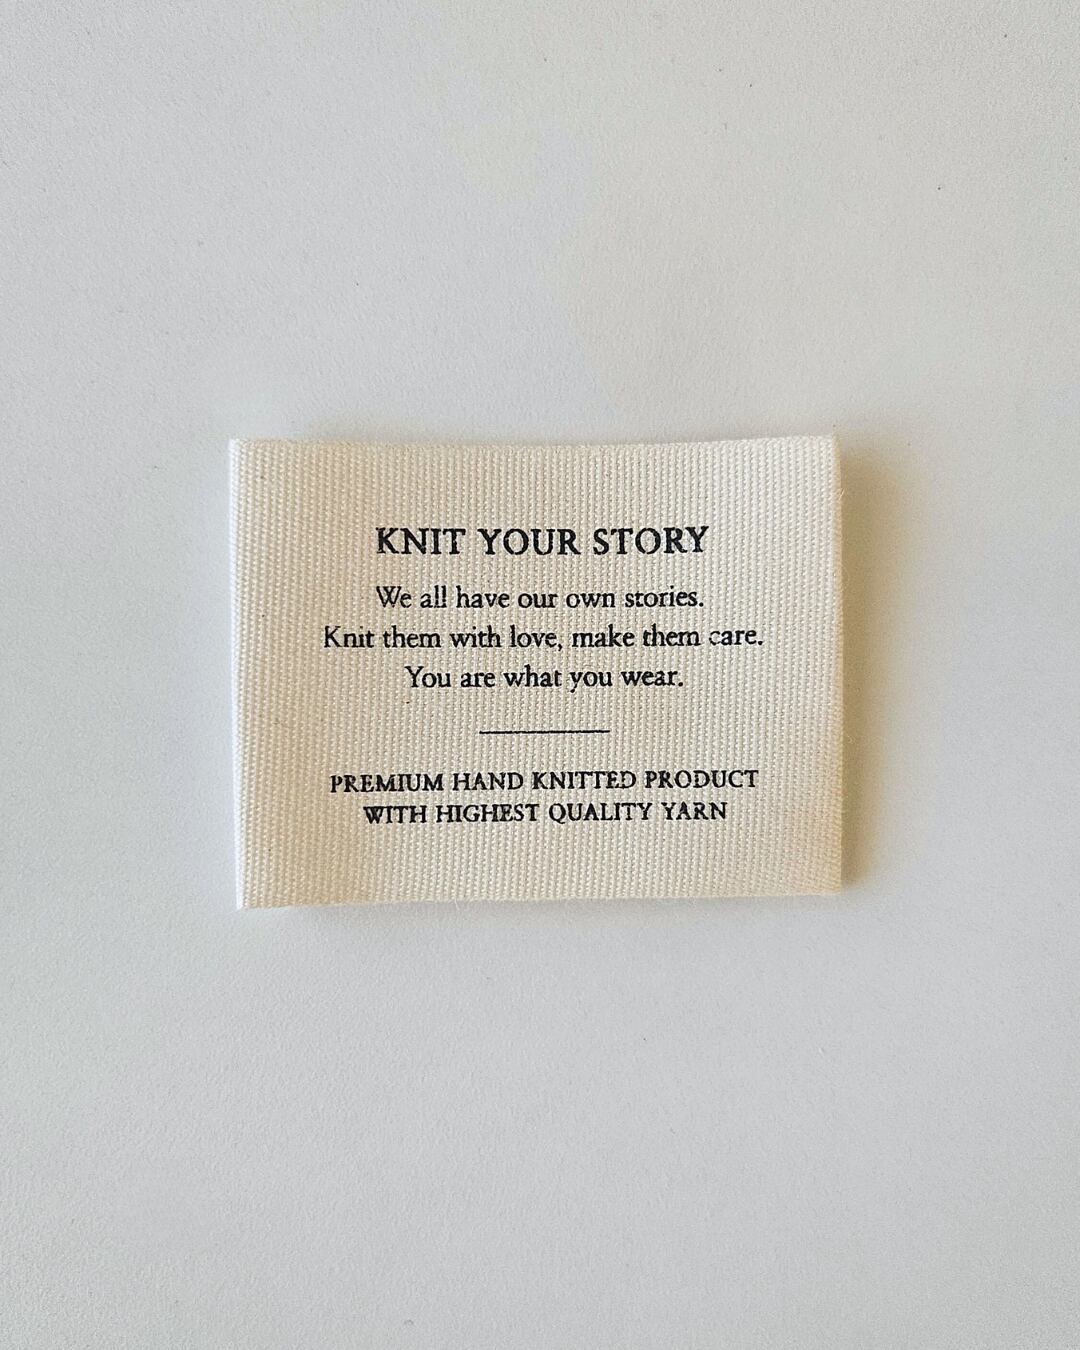 KNIT YOUR STORY
We all have our own stories.
Knit them with love, make them care.
You are what you wear.
PREMIUM HAND KNITTED PRODUCT
WITH HIGHEST QUALITY YARN